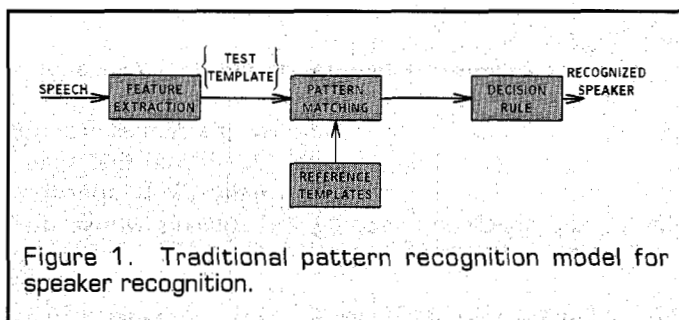 TEST
TEMPLATE
SPEECH
FEATURE
EXTRACTION
PATTERN
MATCHING
DECISION
RULE
RECOGNIZED
SPEAKER
REFERENCE
TEMPLATES
Figure 1. Traditional pattern recognition model for
speaker recognition.